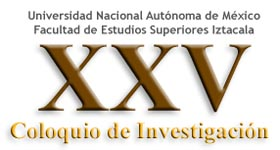 Universidad Nacional Autónoma de México
Facultad de Estudios Superiores Iztacala
XXV
Coloquio de Investigación